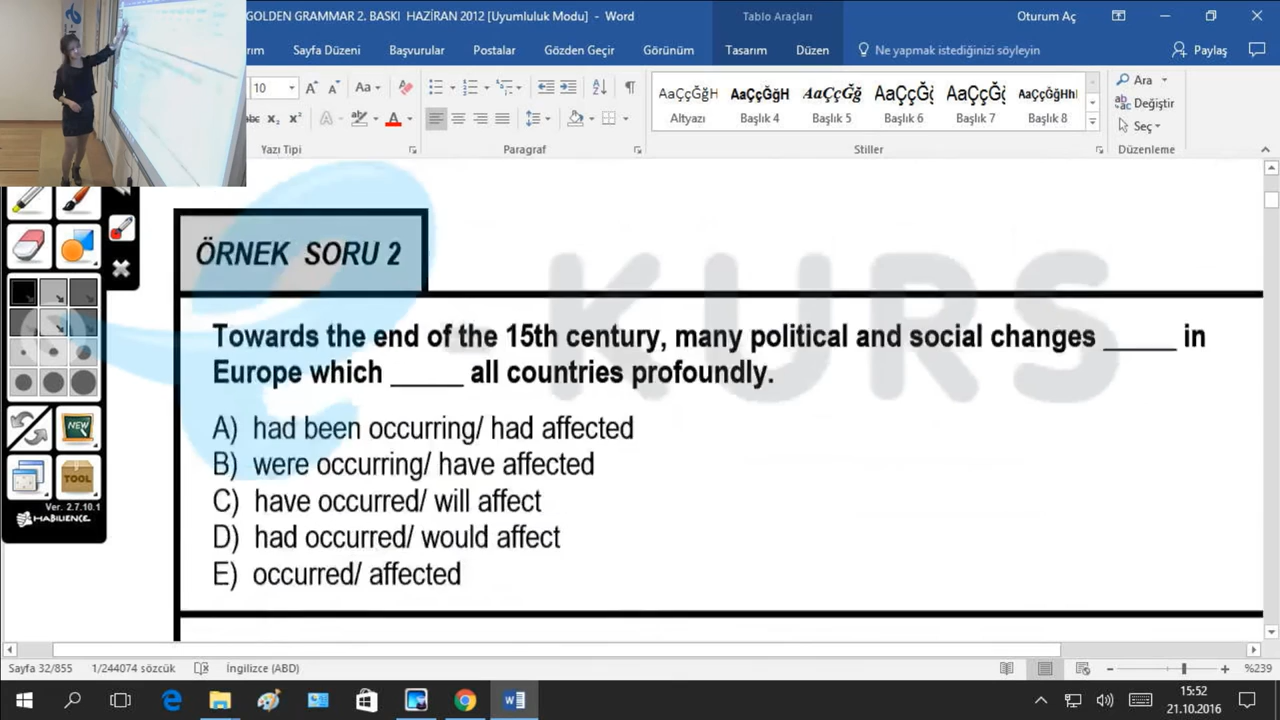 GOLDEN GRAMMAR 2. BASKI HAZİRAN 2012 [Uyumluluk Modu] - Word
Tablo Araçları
Oturum Aç
Sayfa Düzeni
Başvurular
Postalar
Gözden Geçir
Görünüm
Tasarım
Düzen
Ne yapmak istediğinizi söyleyin
Paylaş
10
Aa
AaÇçĞğH
AaÇçĞğH
AaÇçĞğ
AaÇçĞğ
AaÇçĞğ
AaÇçĞğHhI
Altyazı
Başlık 4
Başlık 5
Başlık 6
Başlık 7
Başlık 8
Ara
Değiştir
Seç
Yazı Tipi
Paragraf
Stiller
Düzenleme
e-KURS
ÖRNEK SORU 2
Towards the end of the 15th century, many political and social changes _____ in
Europe which _____ all countries profoundly.
A) had been occurring/ had affected
B) were occurring/ have affected
C) have occurred/ will affect
D) had occurred/ would affect
E) occurred/ affected
NEW
TOOL
Ver. 2.7.10.1
MABILIENCE
Sayfa 32/855
1/244074 sözcük
İngilizce (ABD)
%239
15:52
21.10.2016